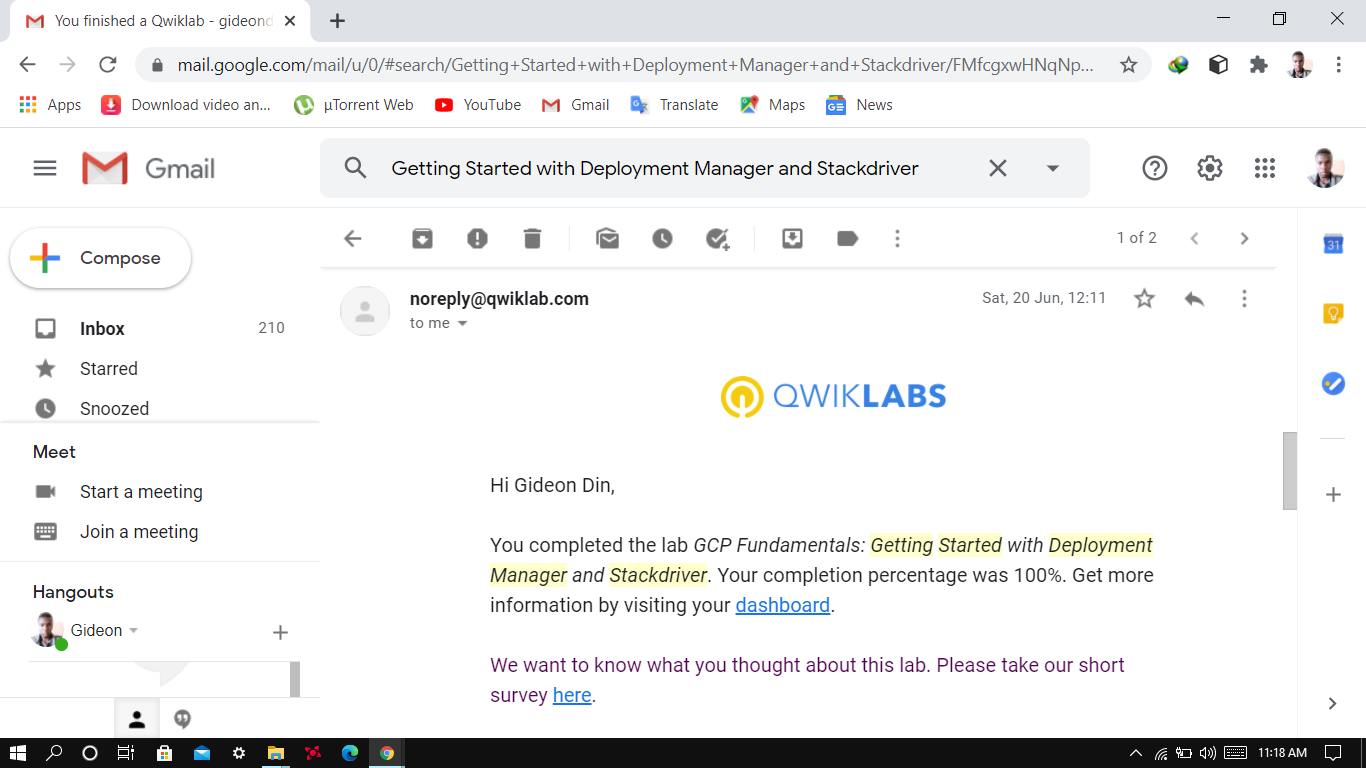 You finished a Qwiklab - gideond
mail.google.com/mail/u/0/#search/Getting+Started+with+Deployment+Manager+and+Stackdriver/FMfcgxwHNqNp...
Apps
Download video an...
µTorrent Web
YouTube
Gmail
Translate
Maps
News
Gmail
Getting Started with Deployment Manager and Stackdriver
Compose
1 of 2
31
Inbox 210
Starred
Snoozed
Meet
Start a meeting
Join a meeting
Hangouts
Gideon
noreply@qwiklab.com
Sat, 20 Jun, 12:11
to me
QWIKLABS
Hi Gideon Din,
You completed the lab GCP Fundamentals: Getting Started with Deployment
Manager and Stackdriver. Your completion percentage was 100%. Get more
information by visiting your dashboard.
We want to know what you thought about this lab. Please take our short
survey here.
11:18 AM